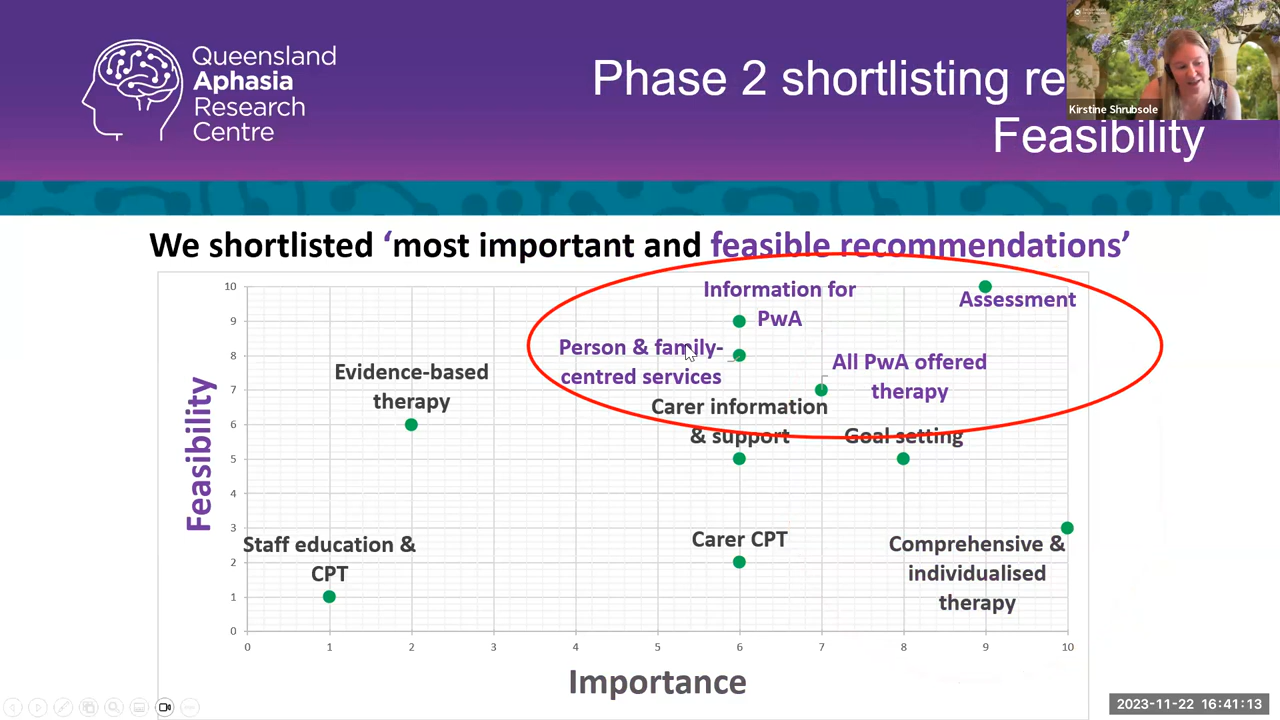 Queensland
Aphasia
Research
Centre
Phase 2 shortlisting re
Feasibility
Kirstine Shrubsole
We shortlisted ‘most important and feasible recommendations’
Feasibility
10
9
8
7
6
5
4
3
2
1
0
Information for
PwA
Assessment
Person & family-
centred services
All PwA offered
therapy
Evidence-based
therapy
Carer information
& support
Goal setting
Staff education &
CPT
Carer CPT
Comprehensive &
individualised
therapy
0 1 2 3 4 5 6 7 8 9 10
Importance
2023-11-22 16:41:13